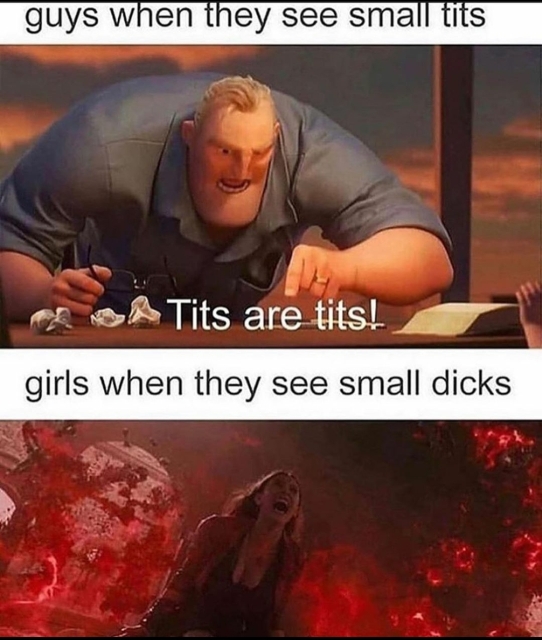 guys when they see small tits
Tits are tits!
girls when they see small dicks